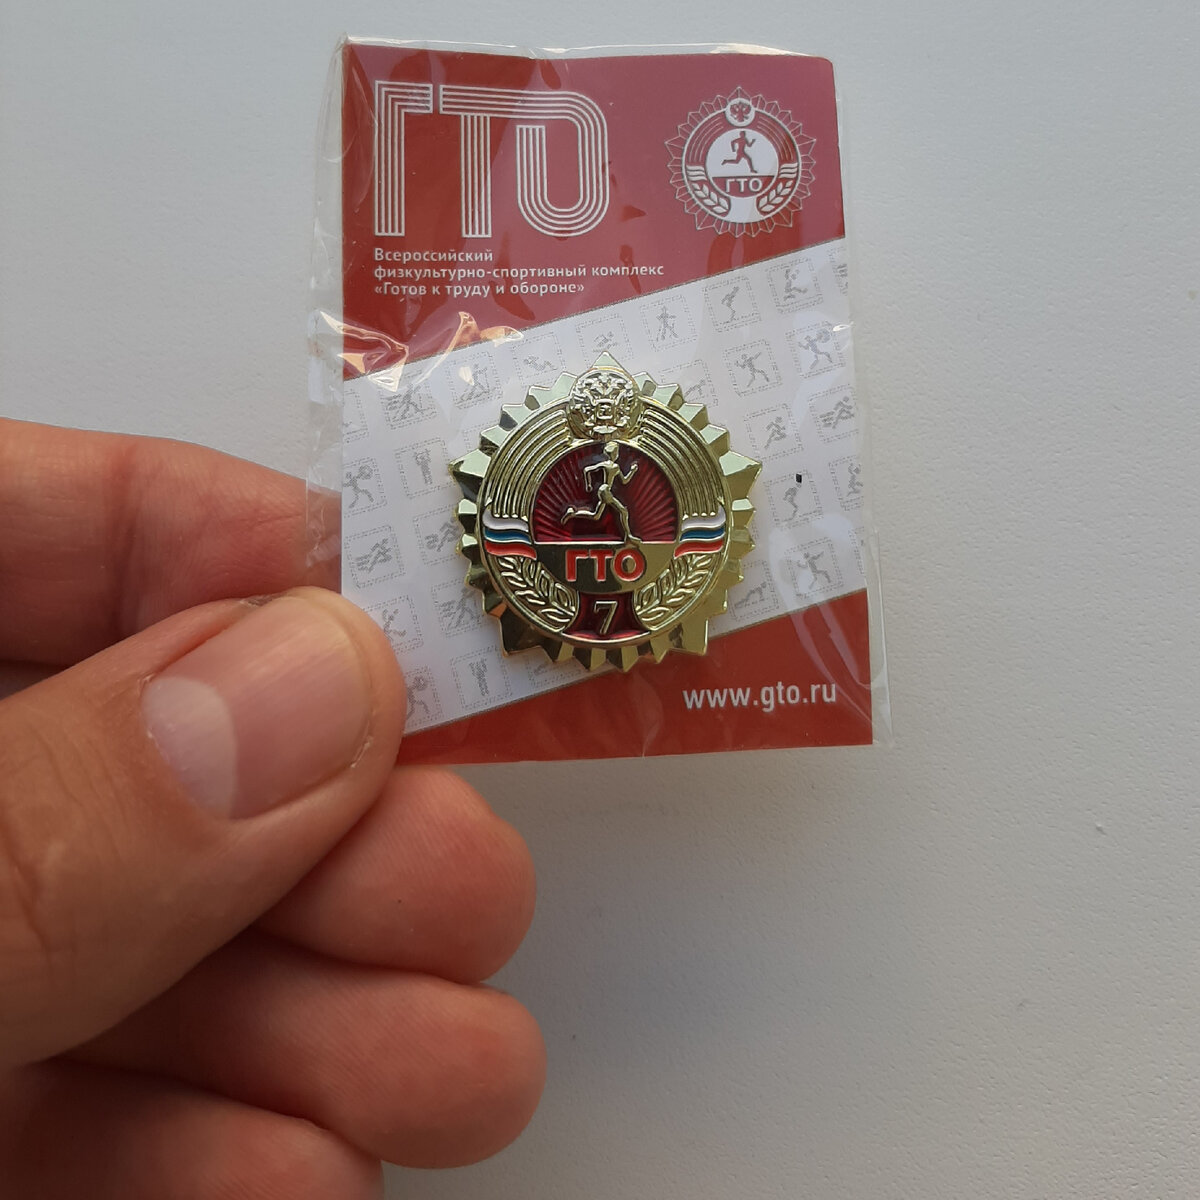 ГТО
Всероссийский
физкультурно-спортивный комплекс
«Готов к труду и обороне»
ГТО
ГТО
7
www.gto.ru